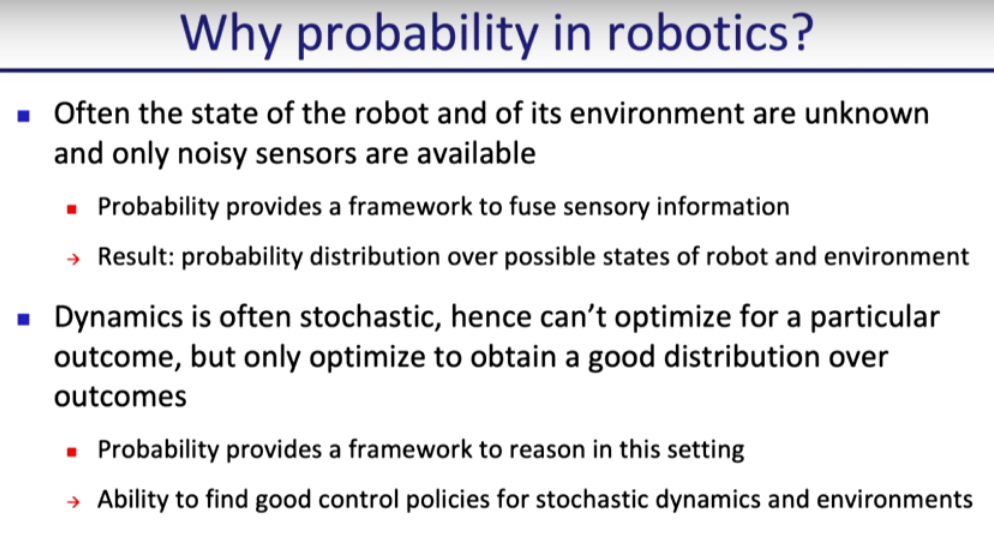 Why probability in robotics?
▪ Often the state of the robot and of its environment are unknown
and only noisy sensors are available
▪ Probability provides a framework to fuse sensory information
→ Result: probability distribution over possible states of robot and environment
▪ Dynamics is often stochastic, hence can’t optimize for a particular
outcome, but only optimize to obtain a good distribution over
outcomes
▪ Probability provides a framework to reason in this setting
→ Ability to find good control policies for stochastic dynamics and environments